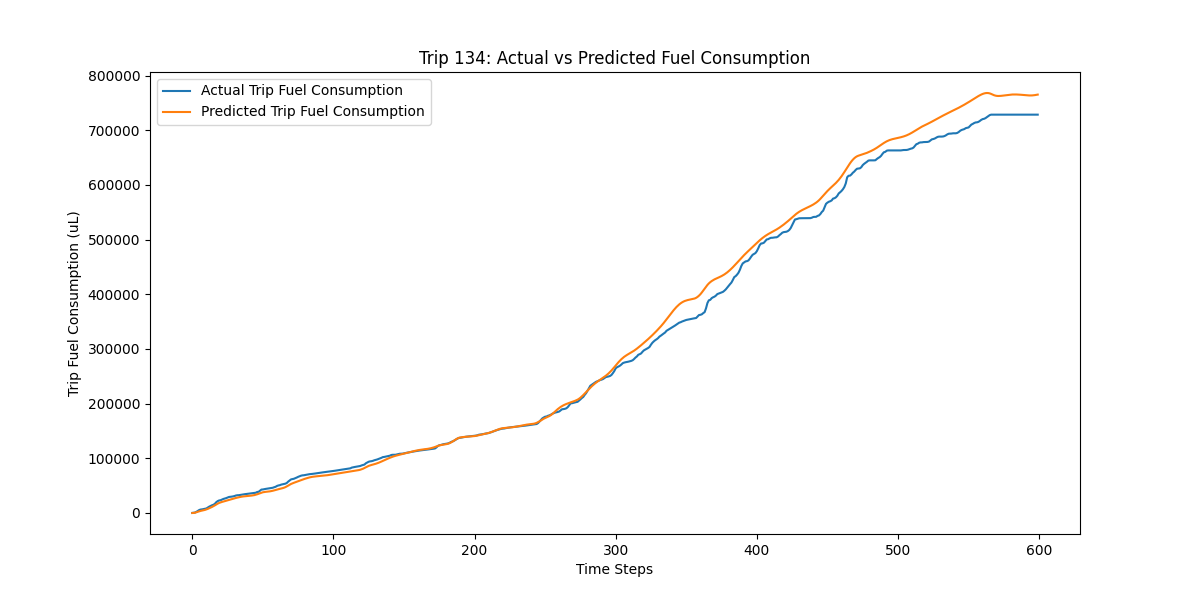 Trip 134: Actual vs Predicted Fuel Consumption
Actual Trip Fuel Consumption
Predicted Trip Fuel Consumption
Trip Fuel Consumption (uL)
800000
700000
600000
500000
400000
300000
200000
100000
0
0 100 200 300 400 500 600
Time Steps